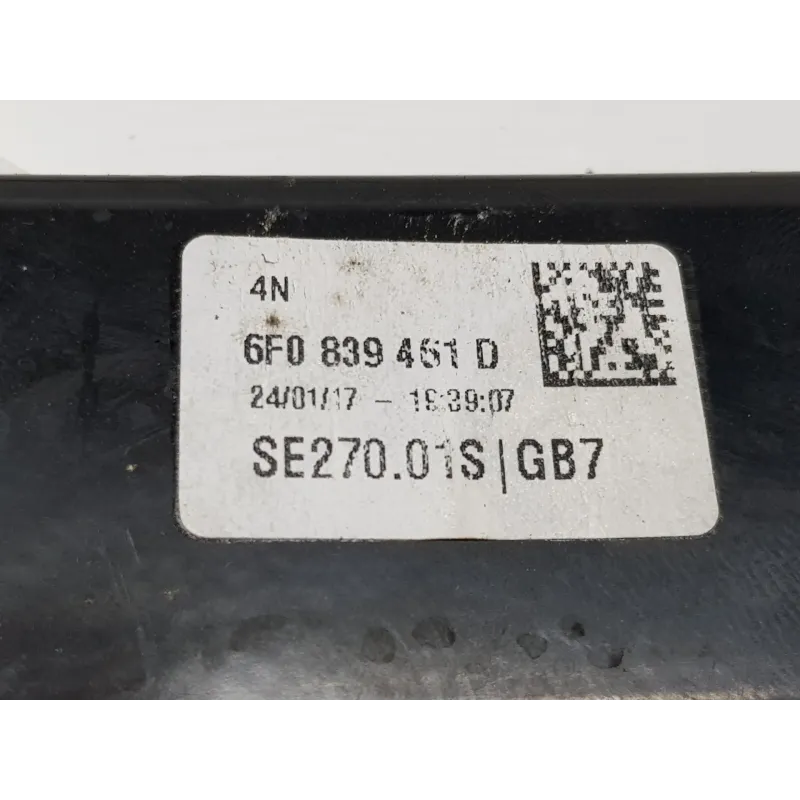 4N
6F0 839 461 D
24/01/17 - 19:39:07
SE270.01S|GB7